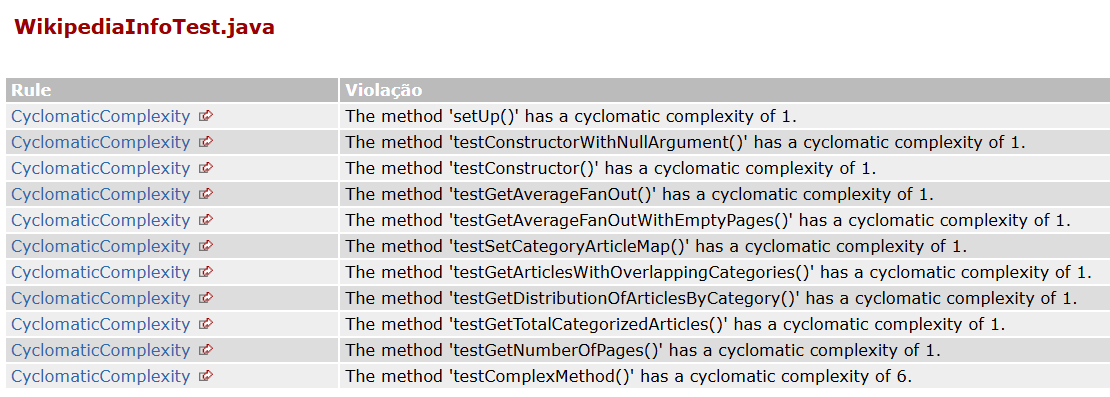 WikipediaInfoTest.java
Rule Violação
CyclomaticComplexity The method 'setUp()' has a cyclomatic complexity of 1.
CyclomaticComplexity The method 'testConstructorWithNullArgument()' has a cyclomatic complexity of 1.
CyclomaticComplexity The method 'testConstructor()' has a cyclomatic complexity of 1.
CyclomaticComplexity The method 'testGetAverageFanOut()' has a cyclomatic complexity of 1.
CyclomaticComplexity The method 'testGetAverageFanOutWithEmptyPages()' has a cyclomatic complexity of 1.
CyclomaticComplexity The method 'testSetCategoryArticleMap()' has a cyclomatic complexity of 1.
CyclomaticComplexity The method 'testGetArticlesWithOverlappingCategories()' has a cyclomatic complexity of 1.
CyclomaticComplexity The method 'testGetDistributionOfArticlesByCategory()' has a cyclomatic complexity of 1.
CyclomaticComplexity The method 'testGetTotalCategorizedArticles()' has a cyclomatic complexity of 1.
CyclomaticComplexity The method 'testGetNumberOfPages()' has a cyclomatic complexity of 1.
CyclomaticComplexity The method 'testComplexMethod()' has a cyclomatic complexity of 6.